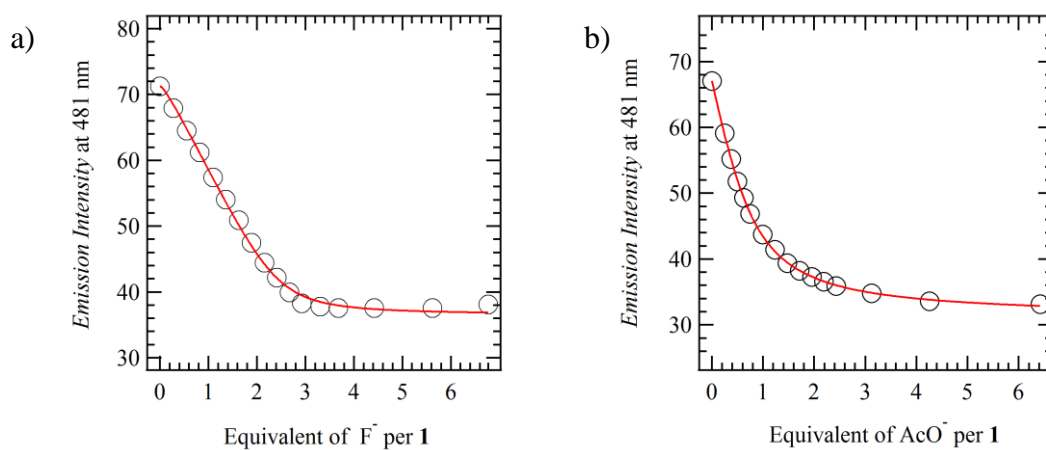 a)
80
70
60
50
40
30
Emission Intensity at 481 nm
0 1 2 3 4 5 6
Equivalent of F⁻ per 1
b)
70
60
50
40
30
Emission Intensity at 481 nm
0 1 2 3 4 5 6
Equivalent of AcO⁻ per 1